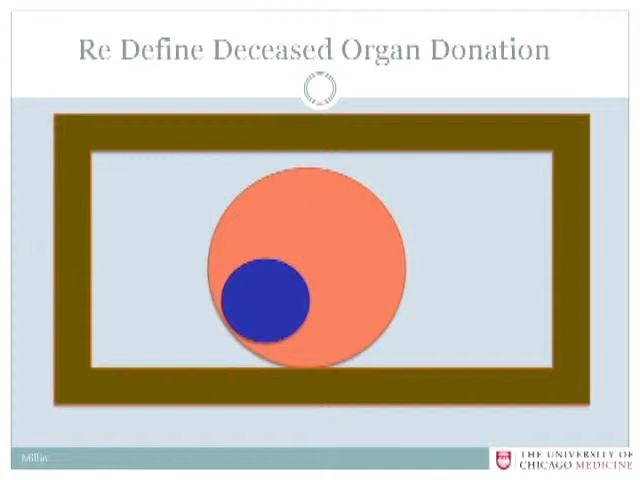 Re Define Deceased Organ Donation
THE UNIVERSITY OF
CHICAGO MEDICINE